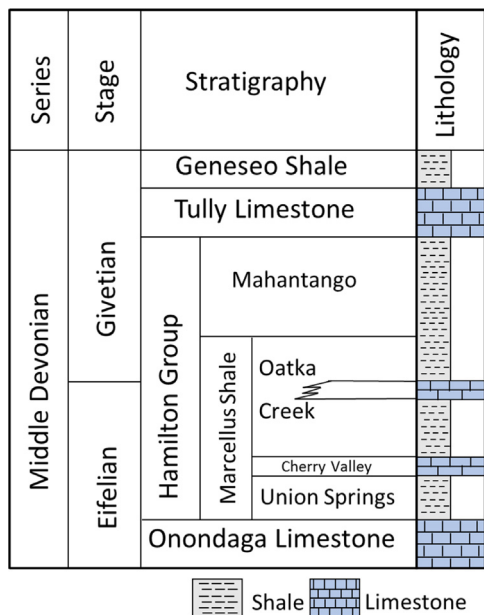 Series
Stage
Stratigraphy
Lithology
Middle Devonian
Givetian
Eifelian
Geneseo Shale
Tully Limestone
Hamilton Group
Mahantango
Marcellus Shale
Oatka
Creek
Cherry Valley
Union Springs
Onondaga Limestone
Shale
Limestone